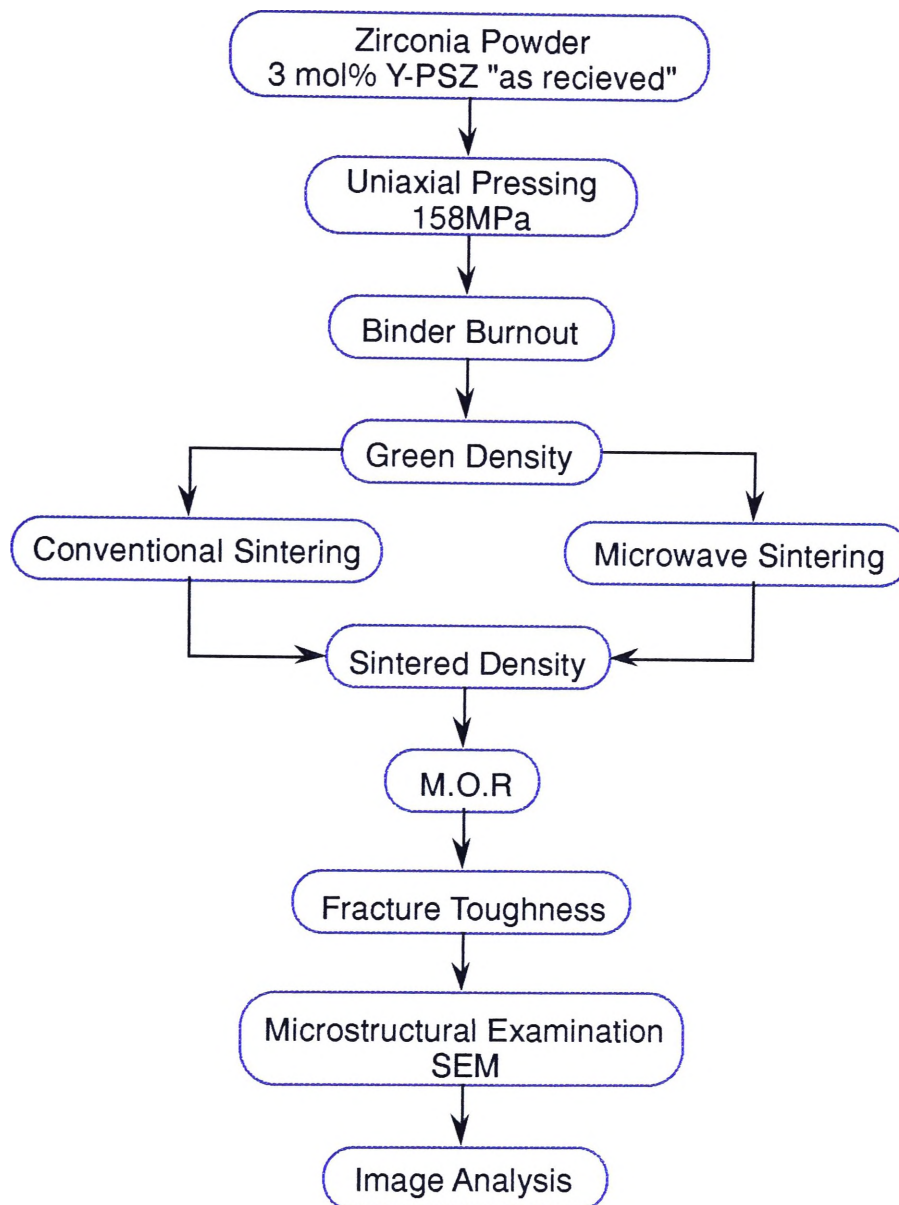 Zirconia Powder
3 mol% Y-PSZ "as recieved"
Uniaxial Pressing
158MPa
Binder Burnout
Green Density
Conventional Sintering
Microwave Sintering
Sintered Density
M.O.R
Fracture Toughness
Microstructural Examination
SEM
Image Analysis